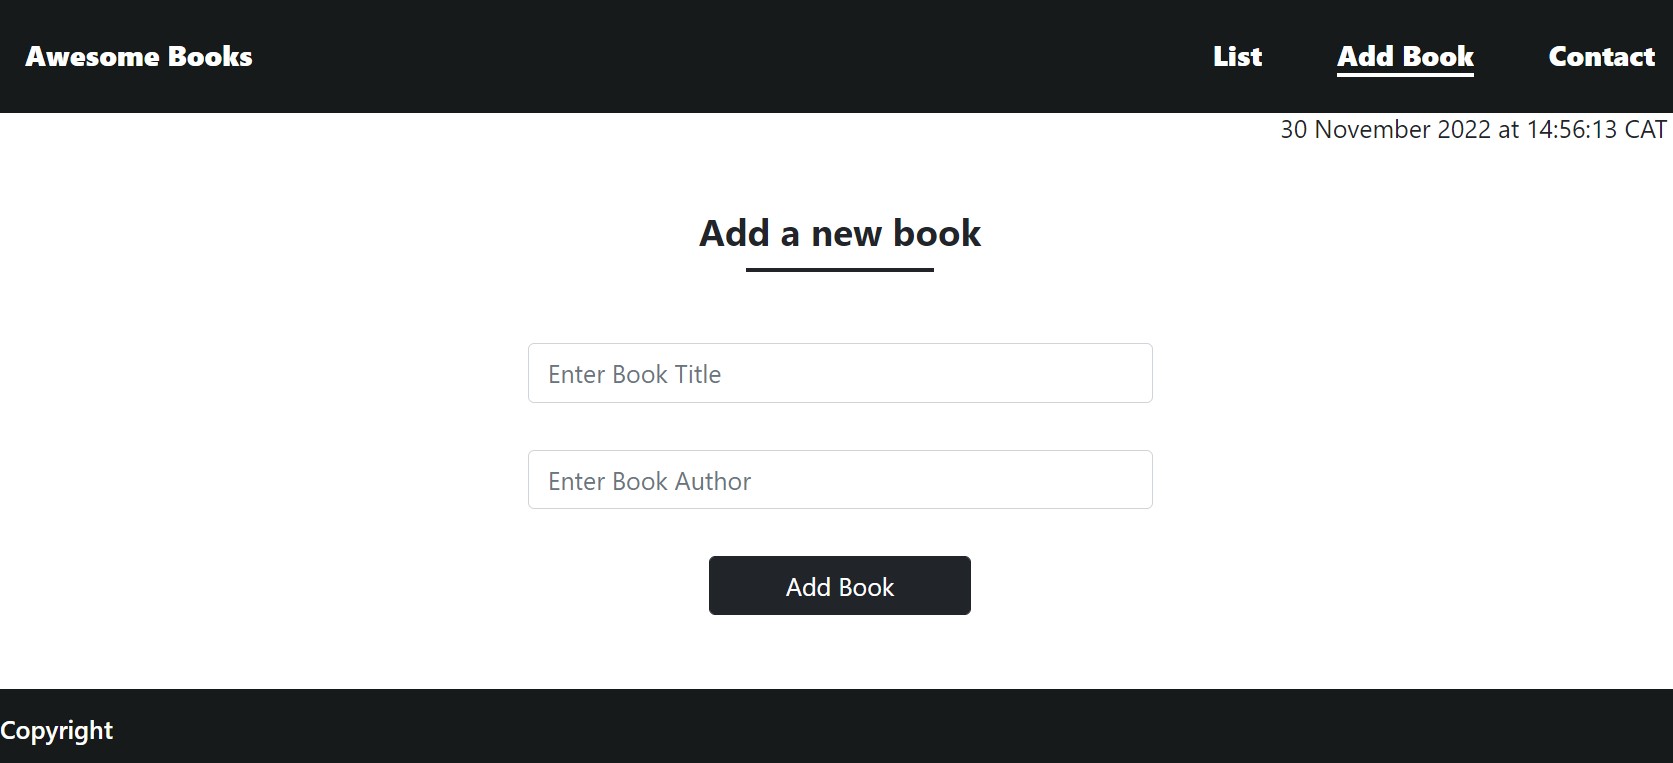 Awesome Books List Add Book Contact
30 November 2022 at 14:56:13 CAT
Add a new book
Enter Book Title
Enter Book Author
Add Book
Copyright